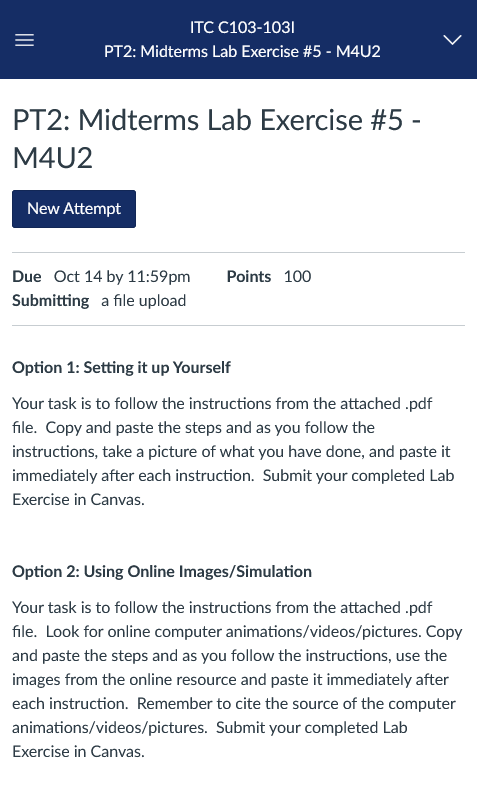 ITC C103-103I
PT2: Midterms Lab Exercise #5 - M4U2
PT2: Midterms Lab Exercise #5 -
M4U2
New Attempt
Due Oct 14 by 11:59pm Points 100
Submitting a file upload
Option 1: Setting it up Yourself
Your task is to follow the instructions from the attached .pdf
file. Copy and paste the steps and as you follow the
instructions, take a picture of what you have done, and paste it
immediately after each instruction. Submit your completed Lab
Exercise in Canvas.
Option 2: Using Online Images/Simulation
Your task is to follow the instructions from the attached .pdf
file. Look for online computer animations/videos/pictures. Copy
and paste the steps and as you follow the instructions, use the
images from the online resource and paste it immediately after
each instruction. Remember to cite the source of the computer
animations/videos/pictures. Submit your completed Lab
Exercise in Canvas.